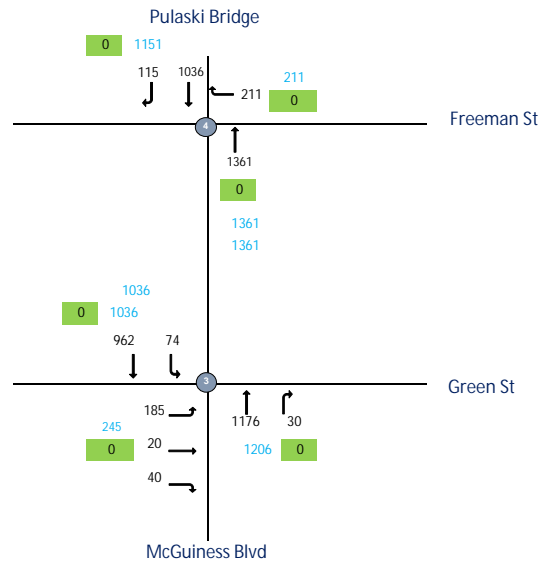 Pulaski Bridge
0 1151
115 1036 211
211 0
4
Freeman St
1361
0
1361
1361
1036
0 1036
962 74
3
Green St
185
245
1176 30
0 20 1206 0
40
McGuiness Blvd